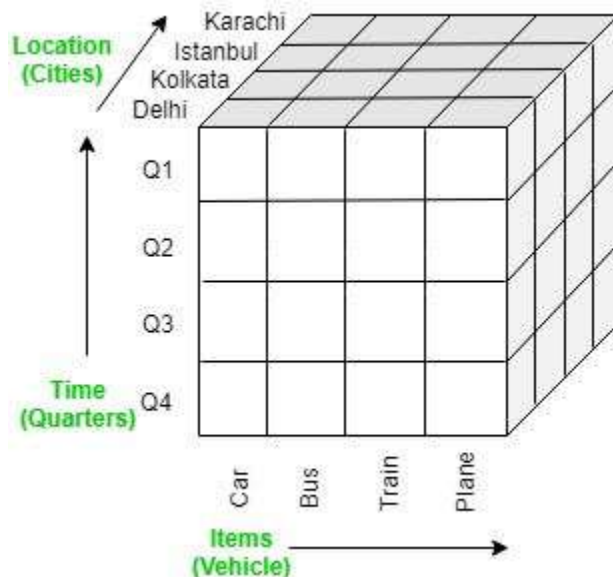 Location
(Cities)
Karachi
Istanbul
Kolkata
Delhi
Q1
Q2
Q3
Q4
Time
(Quarters)
Car
Bus
Train
Plane
Items
(Vehicle)